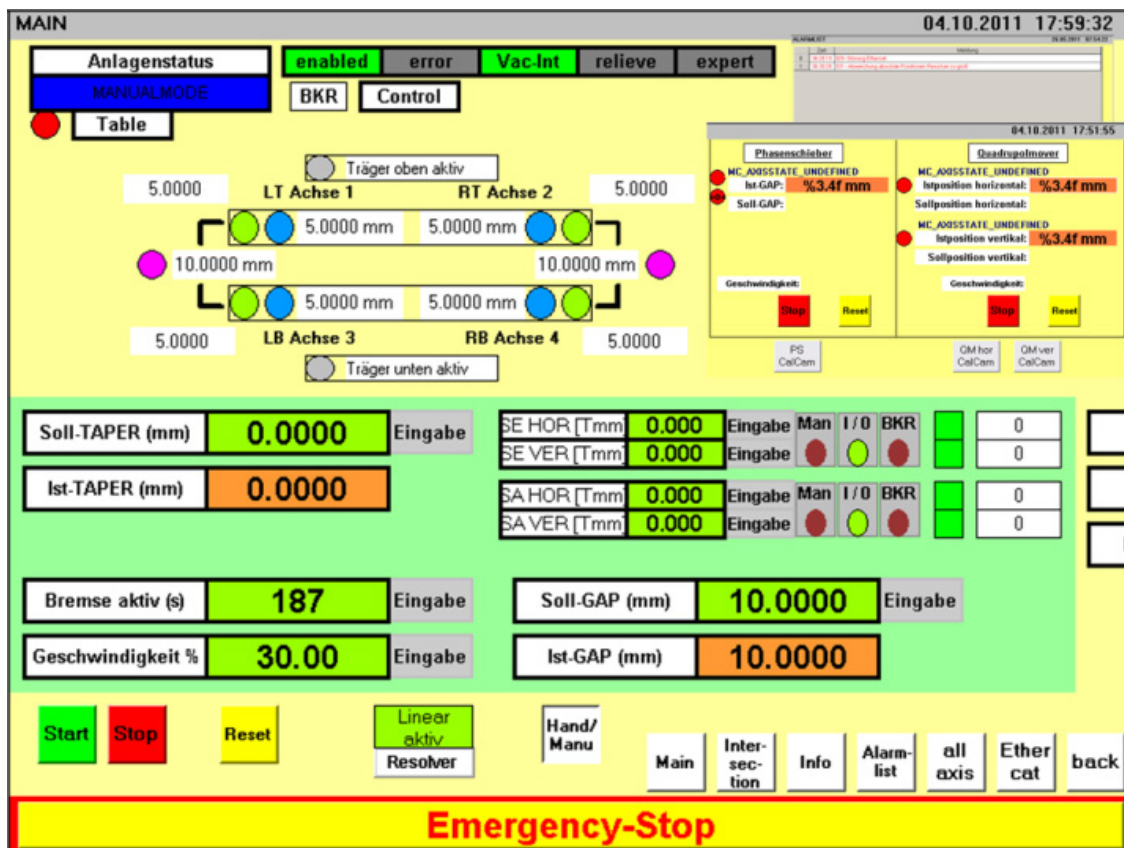 MAIN 04.10.2011 17:59:32
Anlagenstatus enabled error Vac-Int relieve expert
MANUALMODE BKR Control
Table
ALARMLIST
Zeit Meldung
04.10.2011 17:51:55
Phasenschieber Quadrupolmover
MC_AXISSTATE_UNDEFINED MC_AXISSTATE_UNDEFINED
Ist-GAP: %3.4f mm Istposition horizontal: %3.4f mm
Soll-GAP: Sollposition horizontal:
MC_AXISSTATE_UNDEFINED
Istposition vertikal: %3.4f mm
Sollposition vertikal:
Geschwindigkeit: Geschwindigkeit:
Stop Reset Stop Reset
PS CalCam QM hor CalCam QM ver CalCam
Träger oben aktiv
5.0000 LT Achse 1 RT Achse 2 5.0000
5.0000 mm 5.0000 mm
10.0000 mm 10.0000 mm
5.0000 mm 5.0000 mm
5.0000 LB Achse 3 RB Achse 4 5.0000
Träger unten aktiv
Soll-TAPER (mm) 0.0000 Eingabe
Ist-TAPER (mm) 0.0000
SE HOR [Tmm] 0.000 Eingabe Man I/0 BKR 0
SE VER [Tmm] 0.000 Eingabe 0
SA HOR [Tmm] 0.000 Eingabe Man I/0 BKR 0
SA VER [Tmm] 0.000 Eingabe 0
Bremse aktiv (s) 187 Eingabe Soll-GAP (mm) 10.0000 Eingabe
Geschwindigkeit % 30.00 Eingabe Ist-GAP (mm) 10.0000
Start Stop Reset
Linear
aktiv
Resolver
Hand/
Manu
Main
Inter-
sec-
tion
Info
Alarm-
list
all
axis
Ether
cat
back
Emergency-Stop